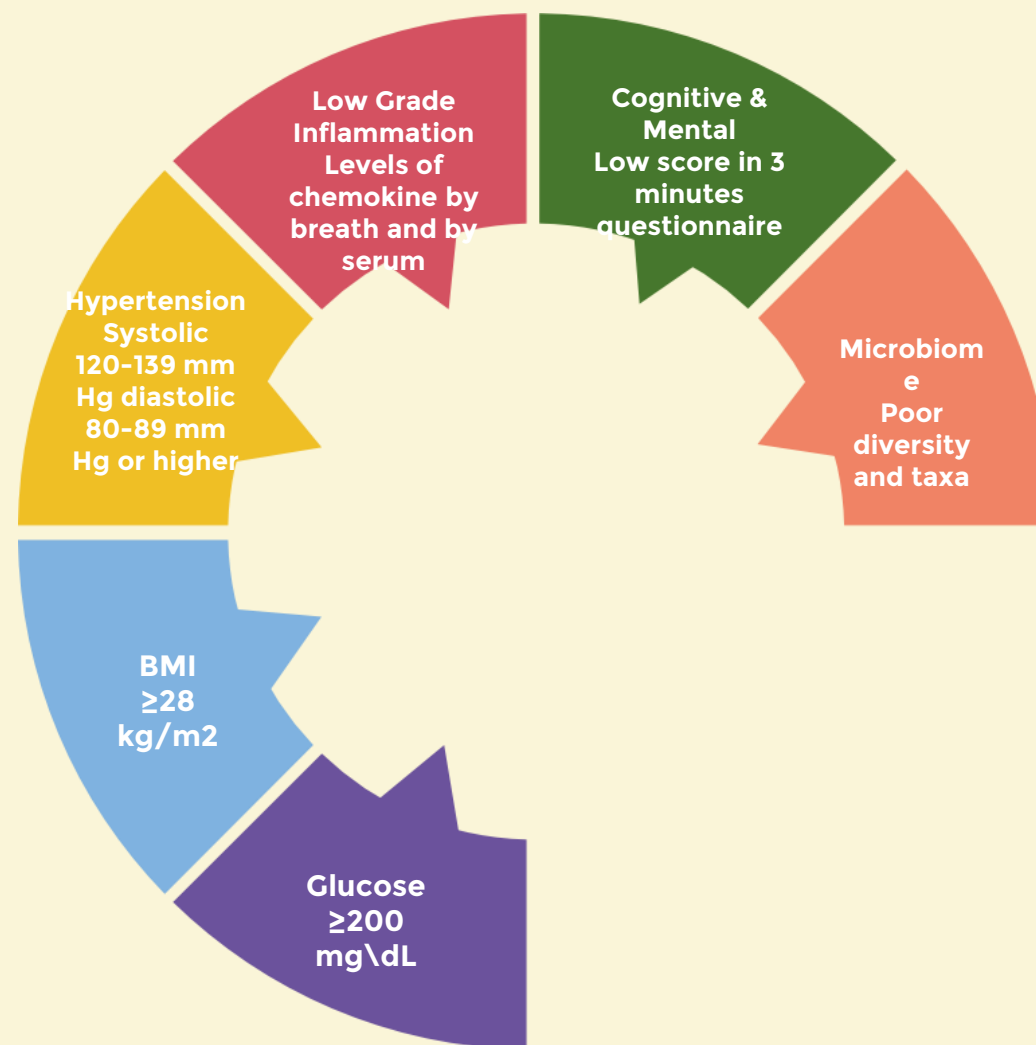 Low Grade
Inflammation
Levels of
chemokine by
breath and by
serum
Cognitive &
Mental
Low score in 3
minutes
questionnaire
Hypertension
Systolic
120-139 mm
Hg diastolic
80-89 mm
Hg or higher
Microbiom
e
Poor
diversity
and taxa
BMI
≥28
kg/m2
Glucose
≥200
mg\dL